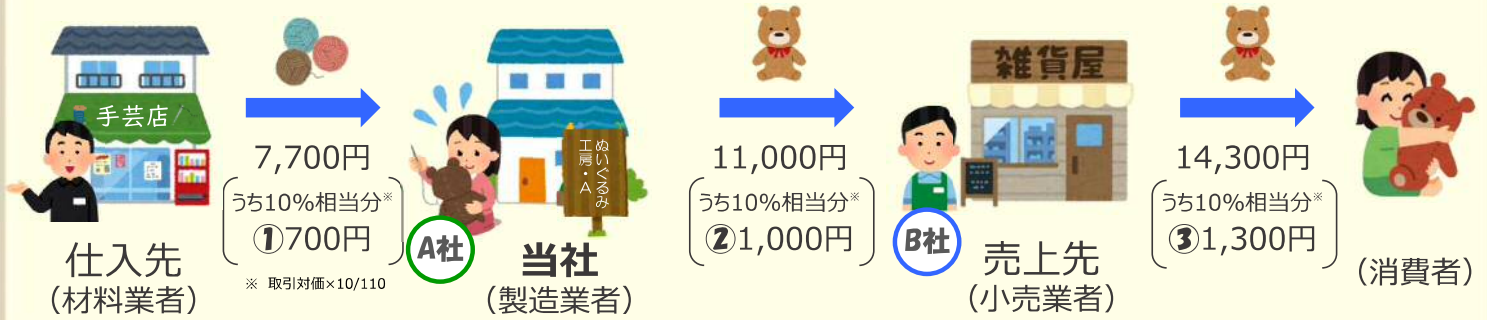 手芸店
7,700円
うち10%相当分※
①700円
※ 取引対価×10/110
仕入先
(材料業者)
ぬいぐるみ
工房・A
A社
当社
(製造業者)
11,000円
うち10%相当分※
②1,000円
雑貨屋
B社
売上先
(小売業者)
14,300円
うち10%相当分※
③1,300円
(消費者)